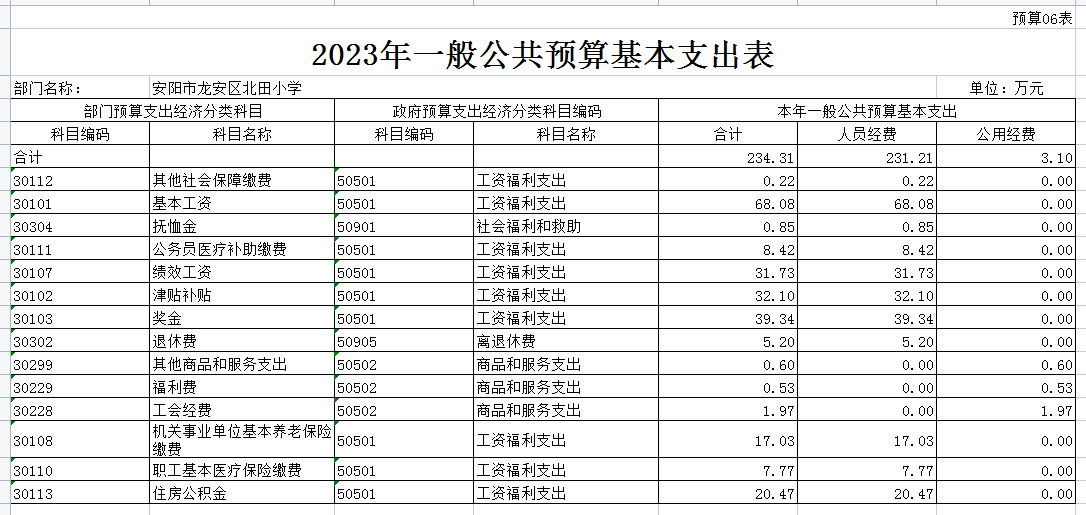 预算06表
2023年一般公共预算基本支出表
部门名称： 安阳市龙安区北田小学 单位：万元
部门预算支出经济分类科目 政府预算支出经济分类科目编码 本年一般公共预算基本支出
科目编码 科目名称 科目编码 科目名称 合计 人员经费 公用经费
合计 234.31 231.21 3.10
30112 其他社会保障缴费 50501 工资福利支出 0.22 0.22 0.00
30101 基本工资 50501 工资福利支出 68.08 68.08 0.00
30304 抚恤金 50901 社会福利和救助 0.85 0.85 0.00
30111 公务员医疗补助缴费 50501 工资福利支出 8.42 8.42 0.00
30107 绩效工资 50501 工资福利支出 31.73 31.73 0.00
30102 津贴补贴 50501 工资福利支出 32.10 32.10 0.00
30103 奖金 50501 工资福利支出 39.34 39.34 0.00
30302 退休费 50905 离退休费 5.20 5.20 0.00
30299 其他商品和服务支出 50502 商品和服务支出 0.60 0.00 0.60
30229 福利费 50502 商品和服务支出 0.53 0.00 0.53
30228 工会经费 50502 商品和服务支出 1.97 0.00 1.97
30108 机关事业单位基本养老保险
缴费 50501 工资福利支出 17.03 17.03 0.00
30110 职工基本医疗保险缴费 50501 工资福利支出 7.77 7.77 0.00
30113 住房公积金 50501 工资福利支出 20.47 20.47 0.00